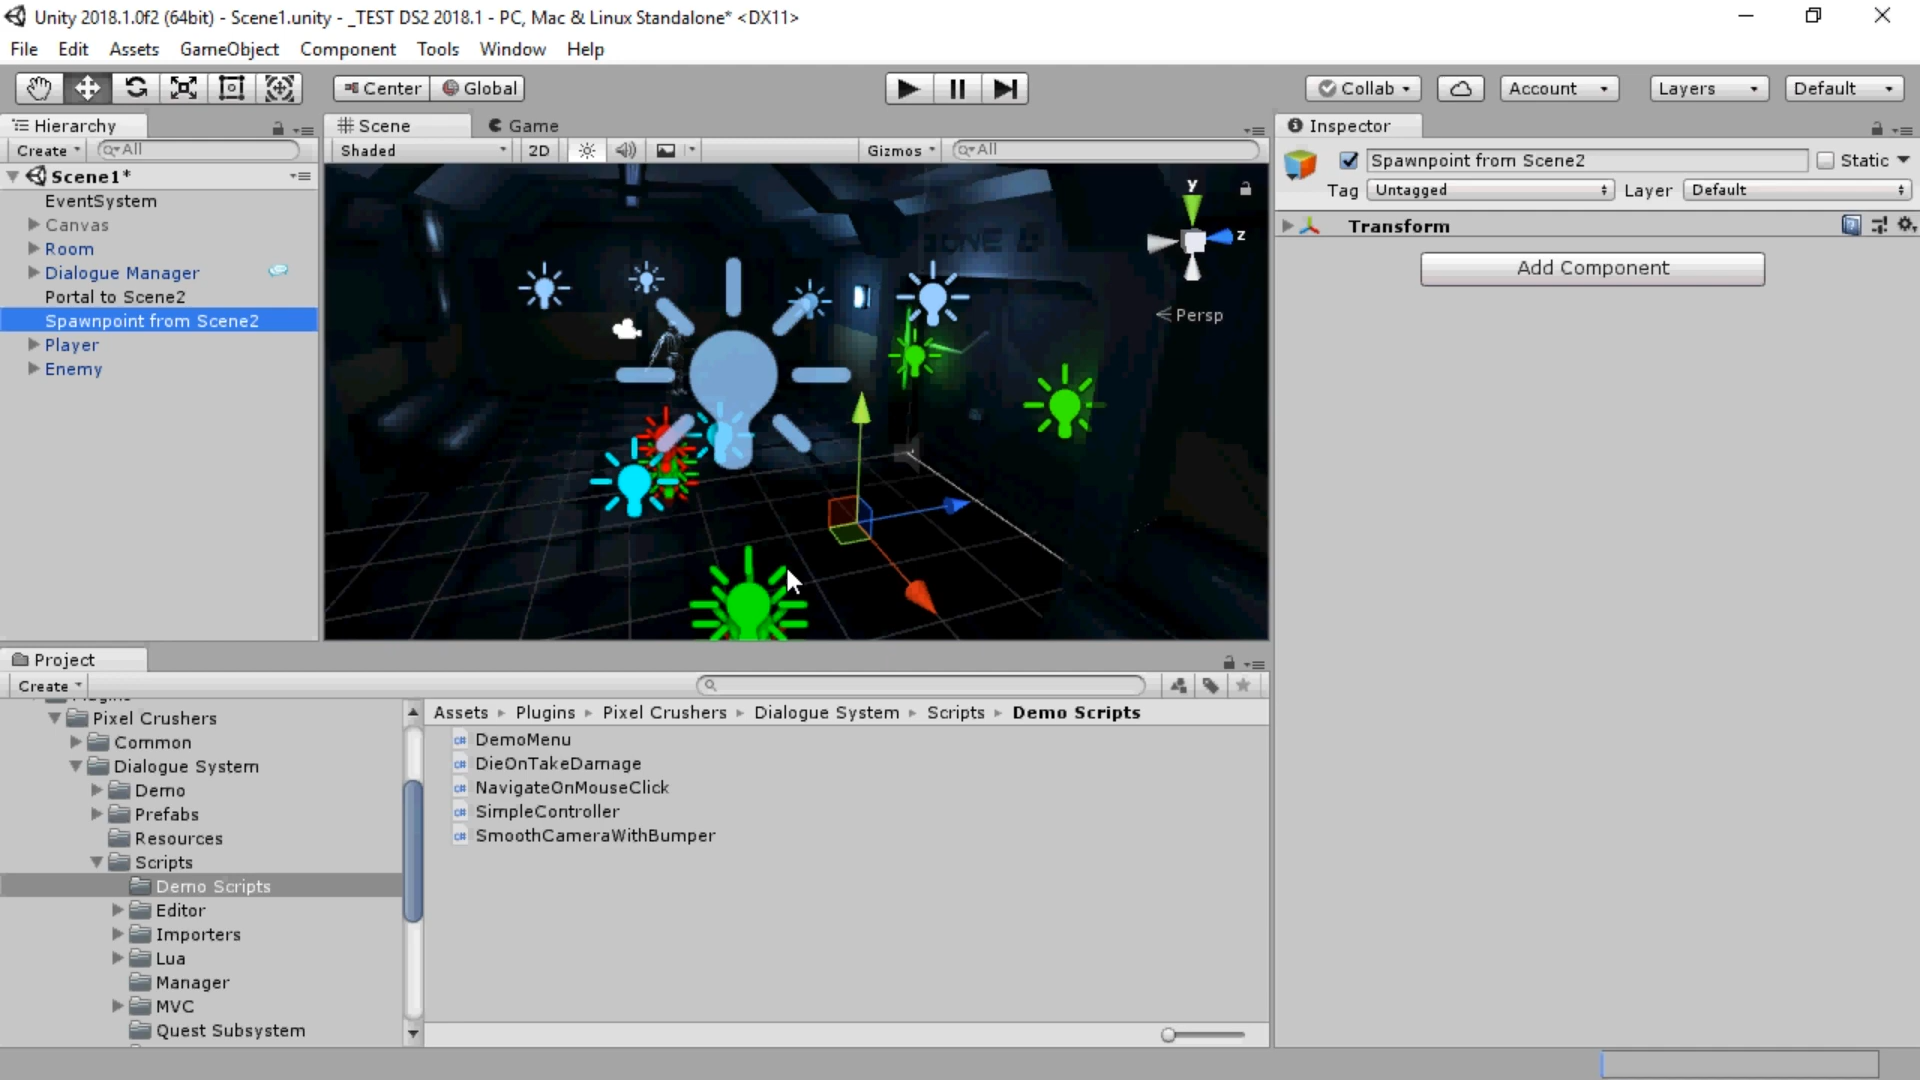 Unity 2018.1.0f2 (64bit) - Scene1.unity - _TEST DS2 2018.1 - PC, Mac & Linux Standalone* <DX11>
File Edit Assets GameObject Component Tools Window Help
Center Global Collab Account Layers Default
Hierarchy
Create All
Scene1*
EventSystem
Canvas
Room
Dialogue Manager
Portal to Scene2
Spawnpoint from Scene2
Player
Enemy
Scene Game
Shaded 2D Gizmos All
y
z
Persp
Inspector
Spawnpoint from Scene2 Static
Tag Untagged Layer Default
Transform
Add Component
Project
Create
Pixel Crushers
Common
Dialogue System
Demo
Prefabs
Resources
Scripts
Demo Scripts
Editor
Importers
Lua
Manager
MVC
Quest Subsystem
Assets Plugins Pixel Crushers Dialogue System Scripts Demo Scripts
DemoMenu
DieOnTakeDamage
NavigateOnMouseClick
SimpleController
SmoothCameraWithBumper